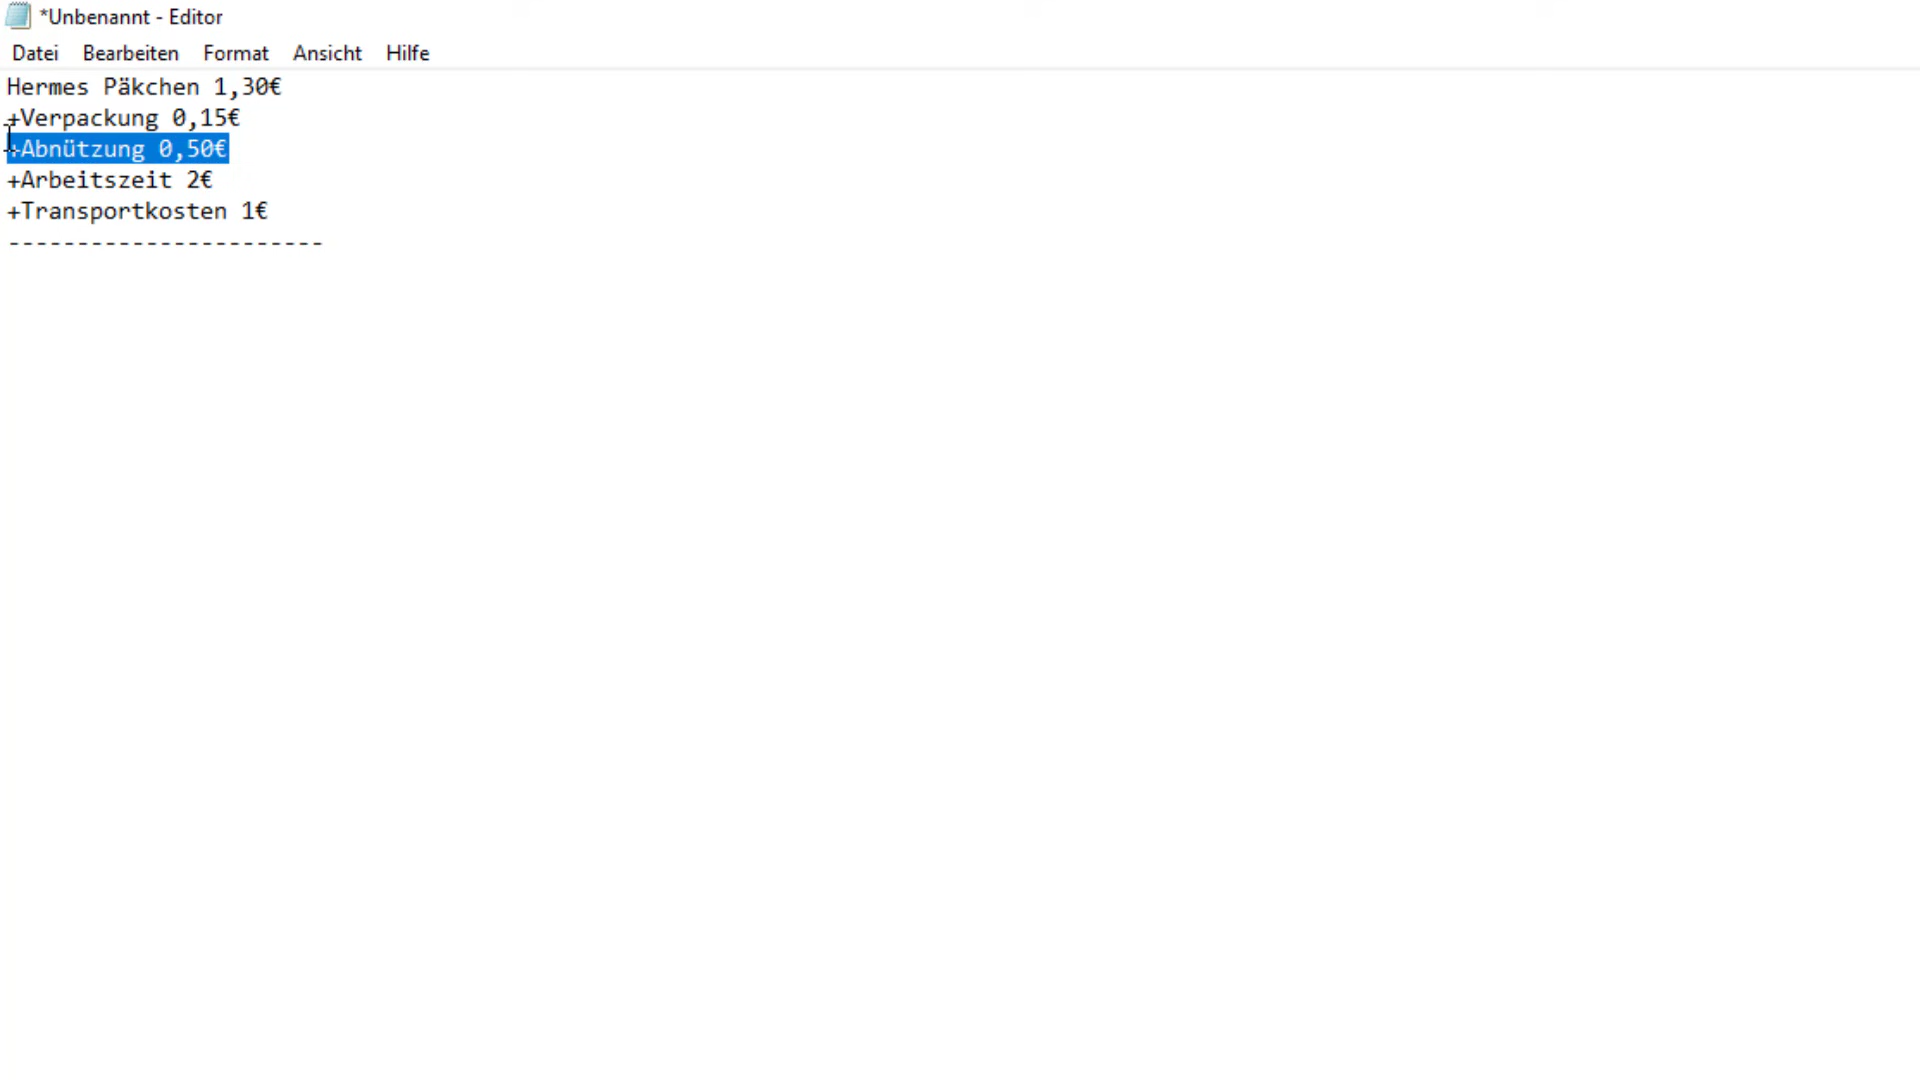 *Unbenannt - Editor
Datei Bearbeiten Format Ansicht Hilfe
Hermes Päkchen 1,30€
+Verpackung 0,15€
+Abnützung 0,50€
+Arbeitszeit 2€
+Transportkosten 1€
-----------------------